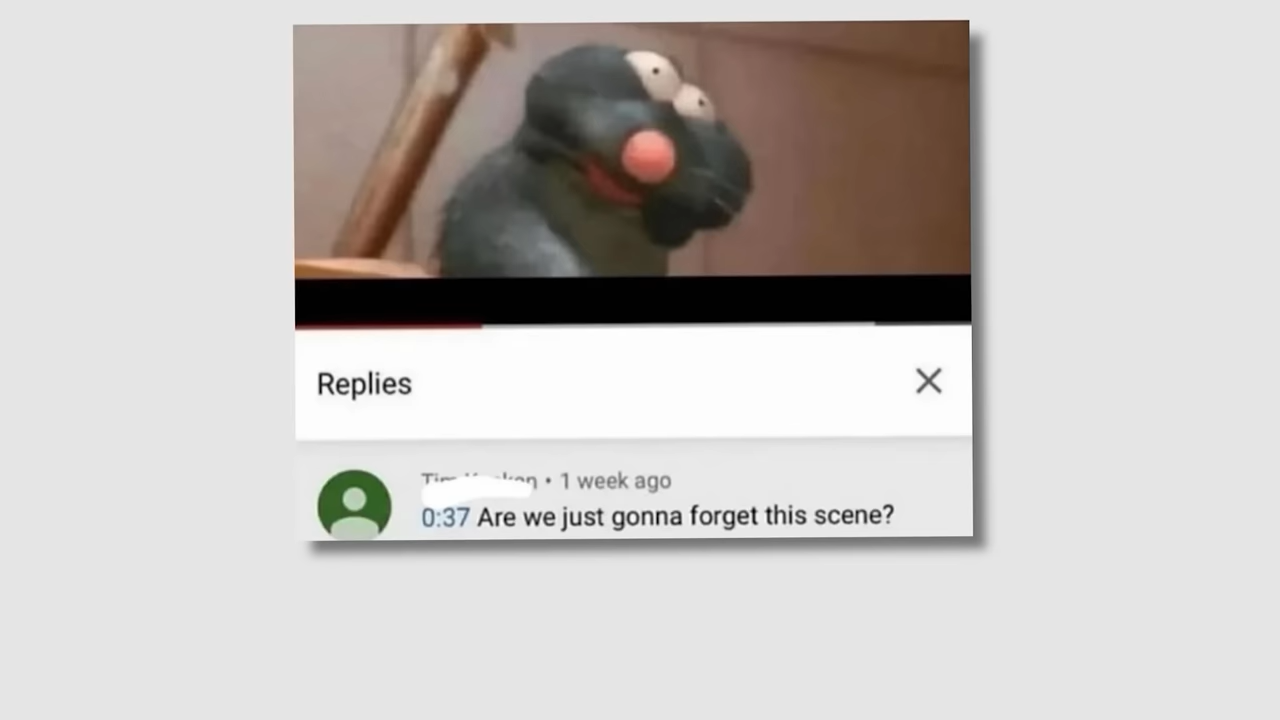 Replies
• 1 week ago
0:37 Are we just gonna forget this scene?